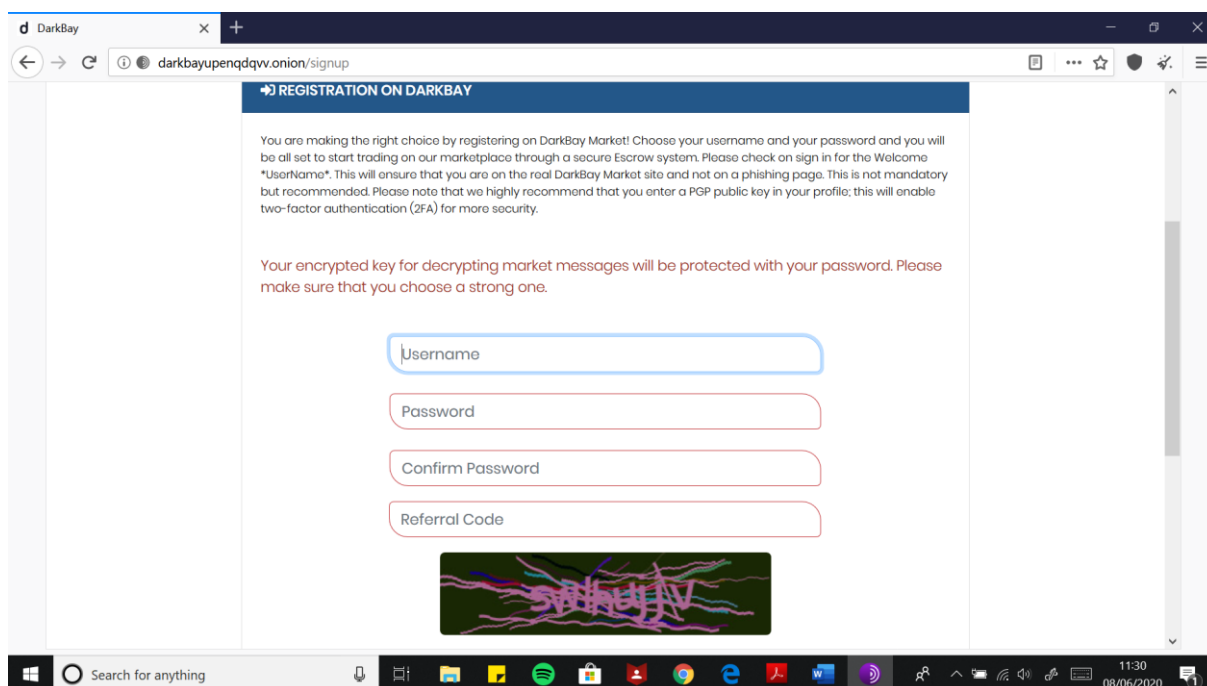 DarkBay
darkbayupenqdqvv.onion/signup
REGISTRATION ON DARKBAY
You are making the right choice by registering on DarkBay Market! Choose your username and your password and you will
be all set to start trading on our marketplace through a secure Escrow system. Please check on sign in for the Welcome
*UserName*. This will ensure that you are on the real DarkBay Market site and not on a phishing page. This is not mandatory
but recommended. Please note that we highly recommend that you enter a PGP public key in your profile; this will enable
two-factor authentication (2FA) for more security.
Your encrypted key for decrypting market messages will be protected with your password. Please
make sure that you choose a strong one.
Username
Password
Confirm Password
Referral Code
Search for anything
11:30
08/06/2020